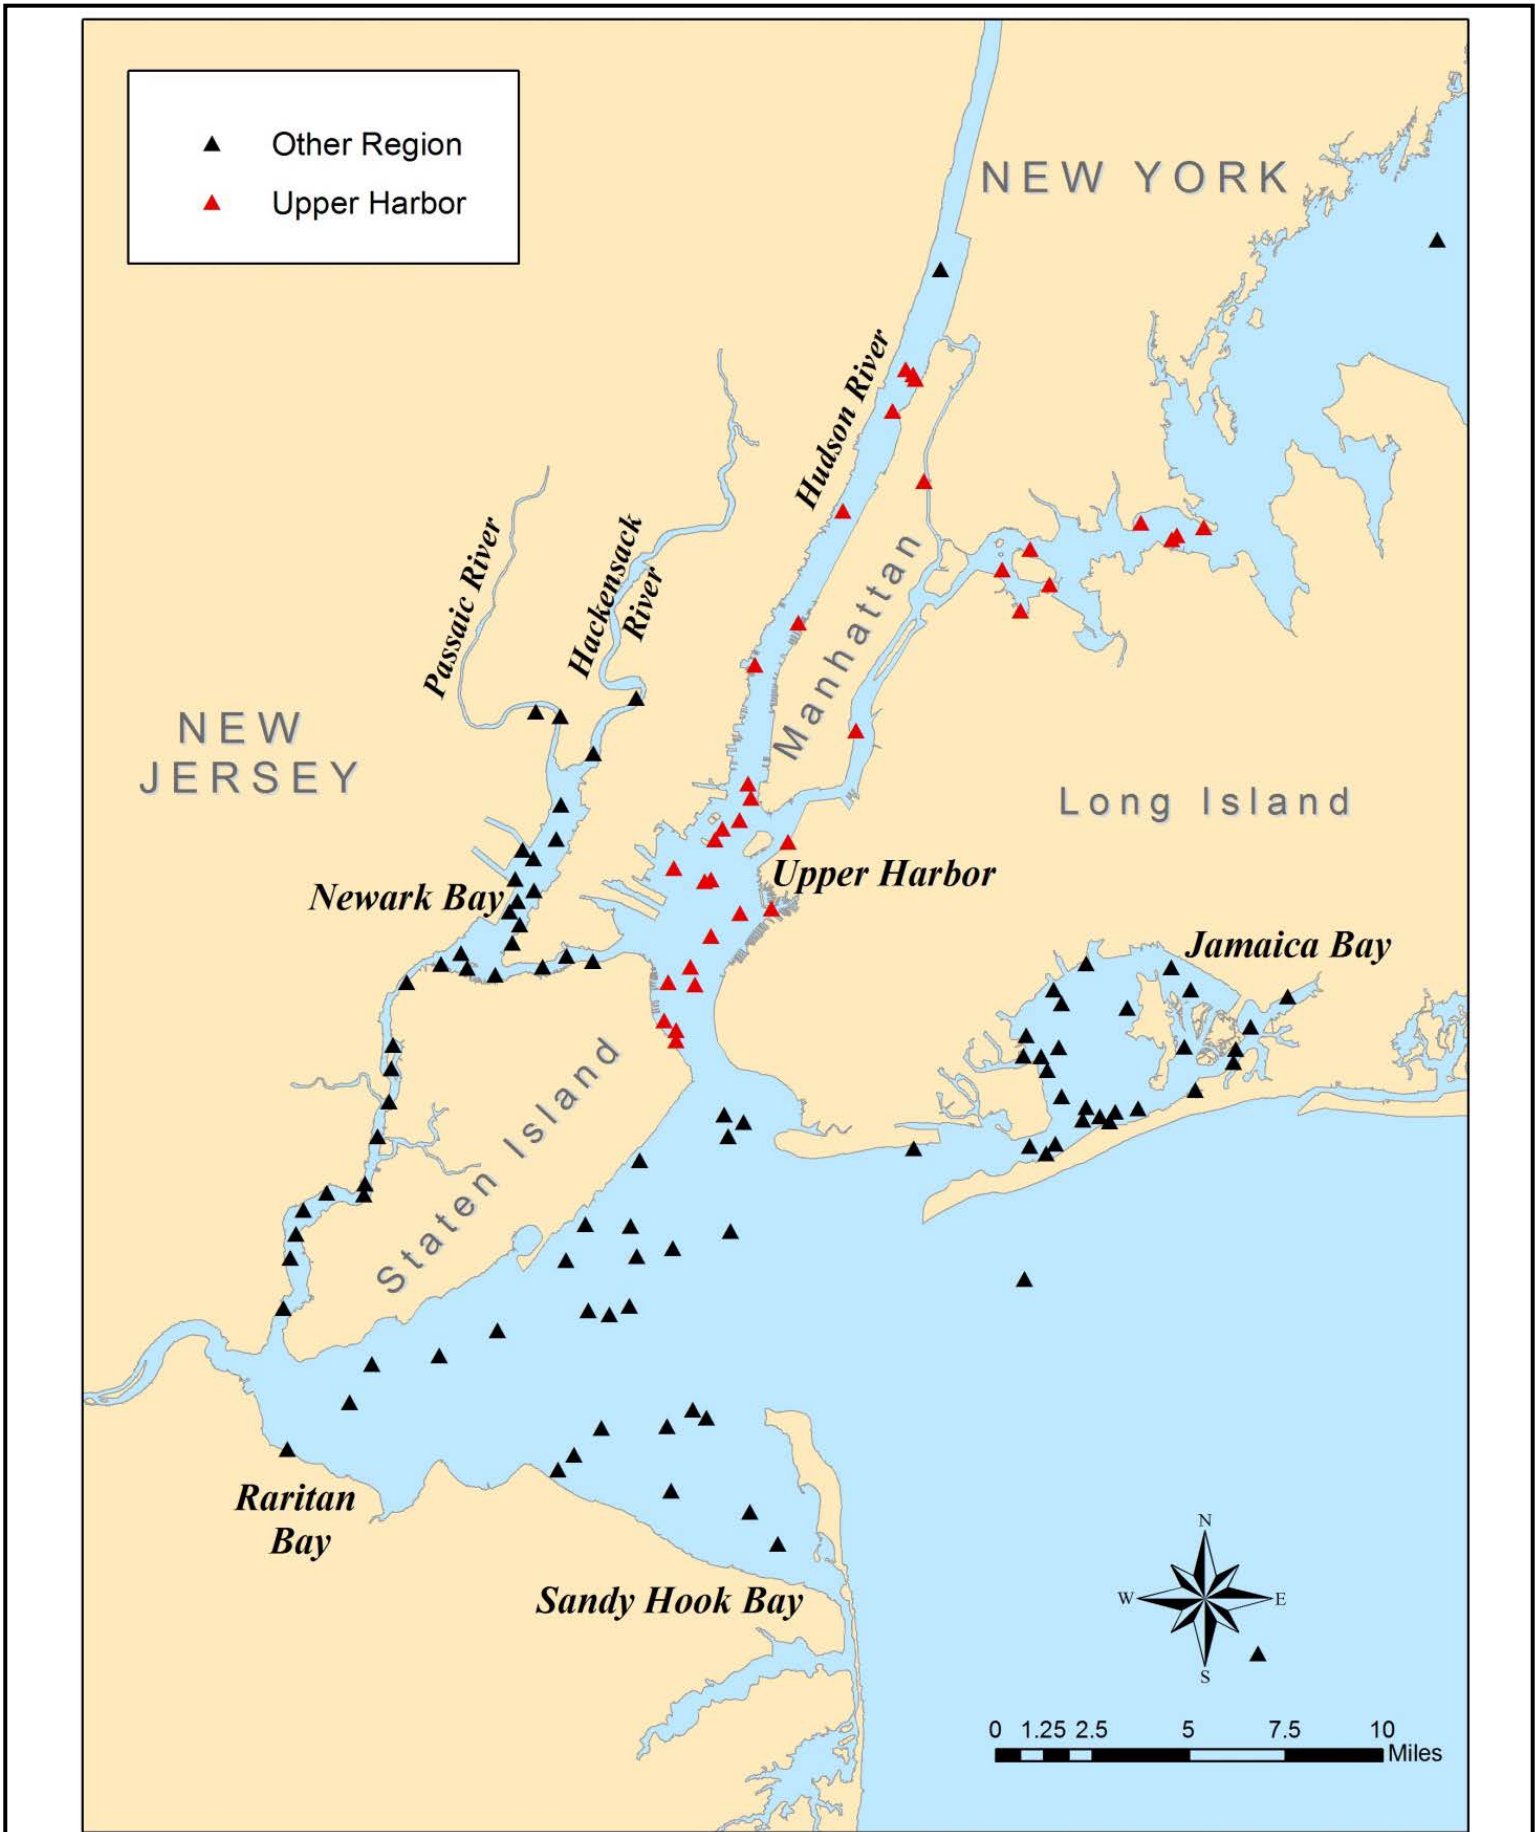 Other Region
Upper Harbor
NEW YORK
Hudson River
Passaic River
Hackensack
River
Manhattan
NEW
JERSEY
Long Island
Upper Harbor
Newark Bay
Jamaica Bay
Staten Island
Raritan
Bay
Sandy Hook Bay
N
W
E
S
0 1.25 2.5 5 7.5 10
Miles